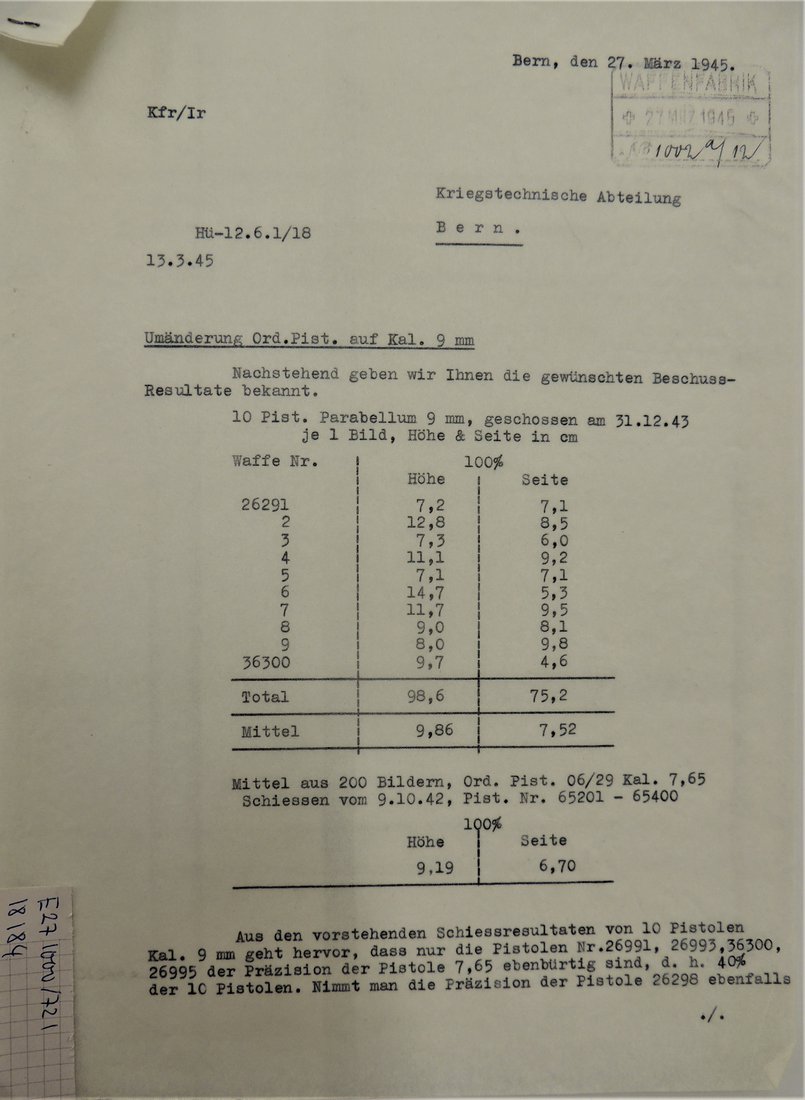 Bern, den 27. März 1945.
WAFFENFABRIK
27 MRZ 1945
1002 a/12
Kfr/Ir
Kriegstechnische Abteilung
Hü-12.6.1/18
B e r n .
13.3.45
Umänderung Ord.Pist. auf Kal. 9 mm
Nachstehend geben wir Ihnen die gewünschten Beschuss-
Resultate bekannt.
10 Pist. Parabellum 9 mm, geschossen am 31.12.43
je 1 Bild, Höhe & Seite in cm
Waffe Nr. 100%
Höhe Seite
26291 7,2 7,1
2 12,8 8,5
3 7,3 6,0
4 11,1 9,2
5 7,1 7,1
6 14,7 5,3
7 11,7 9,5
8 9,0 8,1
9 8,0 9,8
36300 9,7 4,6
Total 98,6 75,2
Mittel 9,86 7,52
Mittel aus 200 Bildern, Ord. Pist. 06/29 Kal. 7,65
Schiessen vom 9.10.42, Pist. Nr. 65201 - 65400
100%
Höhe Seite
9,19 6,70
Aus den vorstehenden Schiessresultaten von 10 Pistolen
Kal. 9 mm geht hervor, dass nur die Pistolen Nr.26991, 26993,36300,
26995 der Präzision der Pistole 7,65 ebenbürtig sind, d. h. 40%
der 10 Pistolen. Nimmt man die Präzision der Pistole 26298 ebenfalls
./.
18184